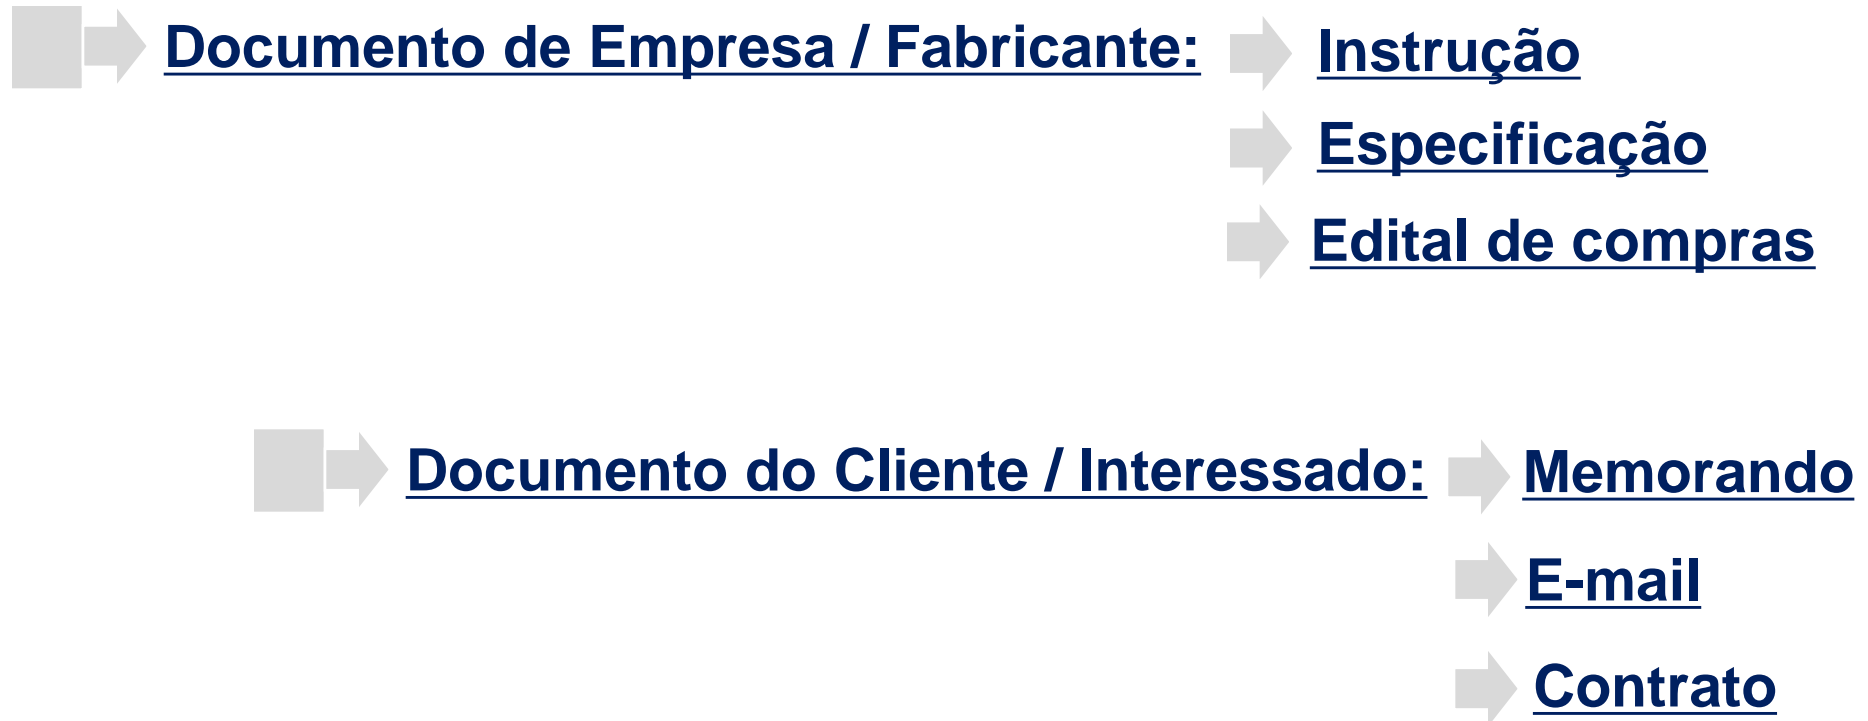 Documento de Empresa / Fabricante: Instrução
Especificação
Edital de compras
Documento do Cliente / Interessado: Memorando
E-mail
Contrato